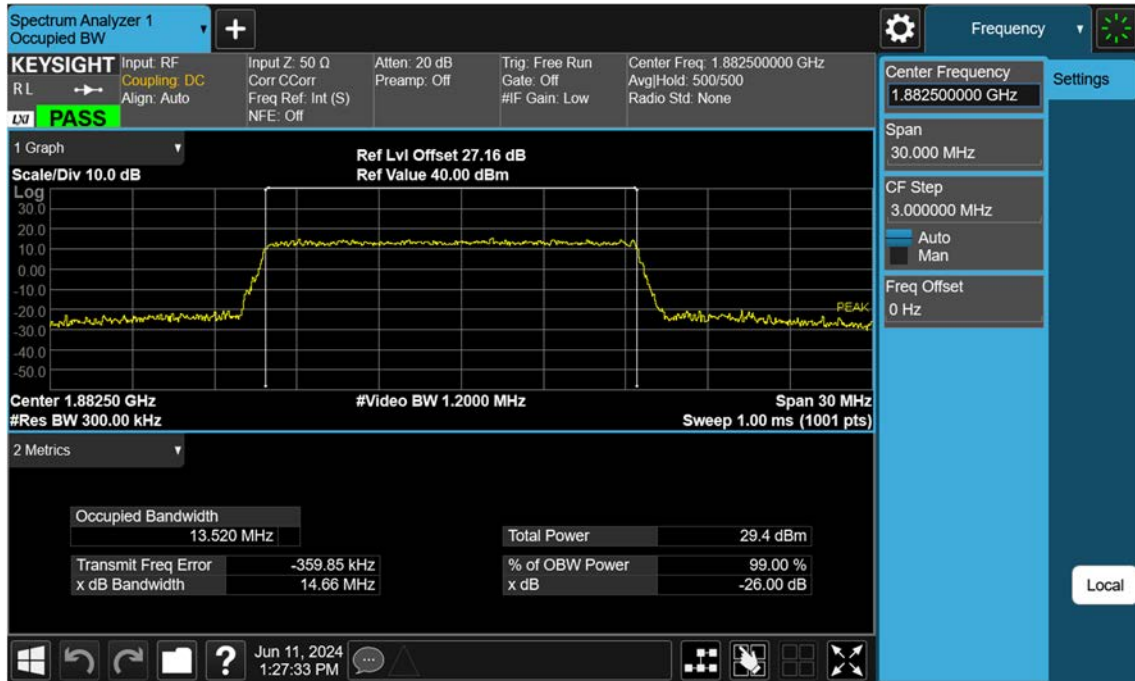 Spectrum Analyzer 1
Occupied BW
+
Frequency
KEYSIGHT
R L
LXI PASS
Input: RF
Coupling: DC
Align: Auto
Input Z: 50 Ω
Corr CCorr
Freq Ref: Int (S)
NFE: Off
Atten: 20 dB
Preamp: Off
Trig: Free Run
Gate: Off
#IF Gain: Low
Center Freq: 1.882500000 GHz
Avg|Hold: 500/500
Radio Std: None
Center Frequency
1.882500000 GHz
Settings
Span
30.000 MHz
CF Step
3.000000 MHz
Auto
Man
Freq Offset
0 Hz
Local
1 Graph
Scale/Div 10.0 dB
Ref Lvl Offset 27.16 dB
Ref Value 40.00 dBm
Log
30.0
20.0
10.0
0.00
-10.0
-20.0
-30.0
-40.0
-50.0
PEAK
Center 1.88250 GHz
#Video BW 1.2000 MHz
Span 30 MHz
#Res BW 300.00 kHz
Sweep 1.00 ms (1001 pts)
2 Metrics
Occupied Bandwidth
13.520 MHz
Total Power 29.4 dBm
Transmit Freq Error -359.85 kHz
% of OBW Power 99.00 %
x dB Bandwidth 14.66 MHz
x dB -26.00 dB
?
Jun 11, 2024
1:27:33 PM